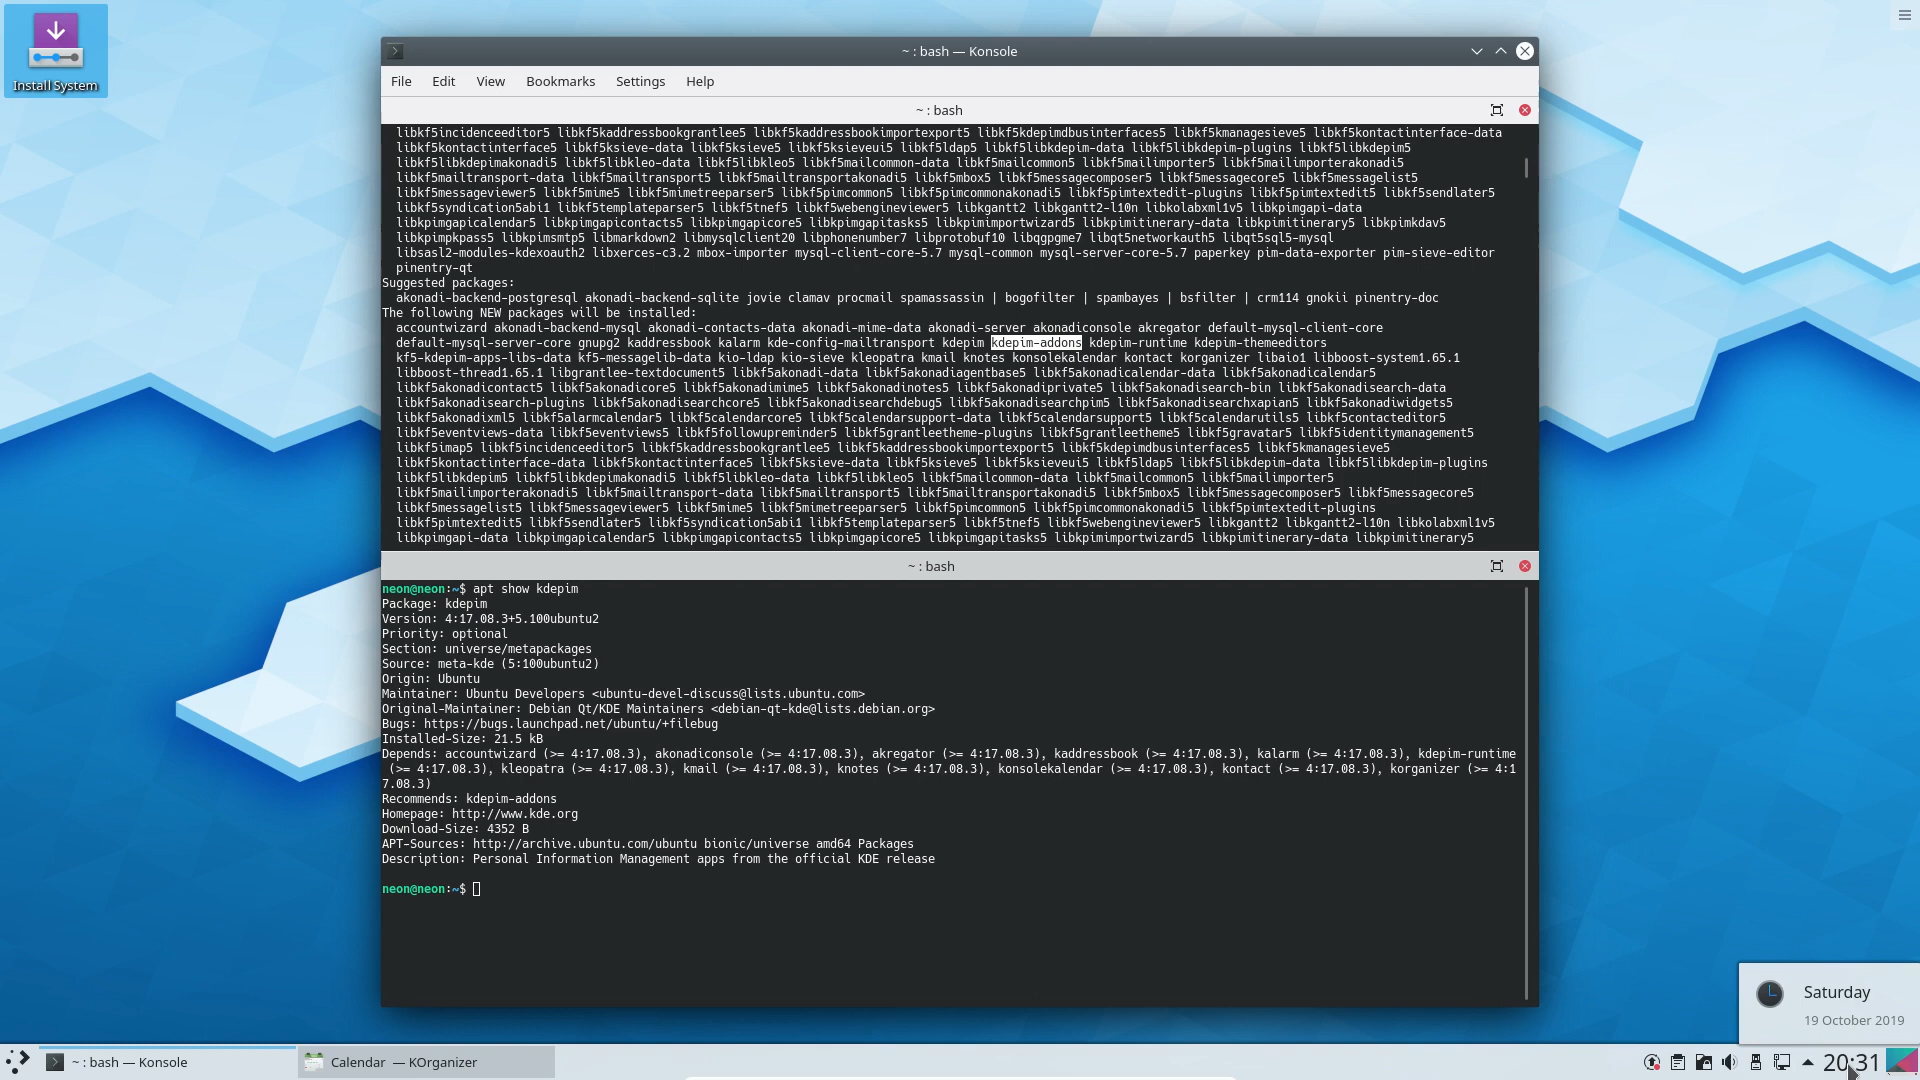 Install System
~ : bash — Konsole
File Edit View Bookmarks Settings Help
~ : bash
libkf5incidenceeditor5 libkf5kaddressbookgrantlee5 libkf5kaddressbookimportexport5 libkf5kdepimdbusinterfaces5 libkf5kmanagesieve5 libkf5kontactinterface-data
libkf5kontactinterface5 libkf5ksieve-data libkf5ksieve5 libkf5ksieveui5 libkf5ldap5 libkf5libkdepim-data libkf5libkdepim-plugins libkf5libkdepim5
libkf5libkdepimakonadi5 libkf5libkleo-data libkf5libkleo5 libkf5mailcommon-data libkf5mailcommon5 libkf5mailimporter5 libkf5mailimporterakonadi5
libkf5mailtransport-data libkf5mailtransport5 libkf5mailtransportakonadi5 libkf5mbox5 libkf5messagecomposer5 libkf5messagecore5 libkf5messagelist5
libkf5messageviewer5 libkf5mime5 libkf5mimetreeparser5 libkf5pimcommon5 libkf5pimcommonakonadi5 libkf5pimtextedit-plugins libkf5pimtextedit5 libkf5sendlater5
libkf5syndication5abi1 libkf5templateparser5 libkf5tnef5 libkf5webengineviewer5 libkgantt2 libkgantt2-l10n libkolabxml1v5 libkpimgapi-data
libkpimgapicalendar5 libkpimgapicontacts5 libkpimgapicore5 libkpimgapitasks5 libkpimimportwizard5 libkpimitinerary-data libkpimitinerary5 libkpimkdav5
libkpimpkpass5 libkpimsmtp5 libmarkdown2 libmysqlclient20 libphonenumber7 libprotobuf10 libqgpgme7 libqt5networkauth5 libqt5sql5-mysql
libsasl2-modules-kdexoauth2 libxerces-c3.2 mbox-importer mysql-client-core-5.7 mysql-common mysql-server-core-5.7 paperkey pim-data-exporter pim-sieve-editor
pinentry-qt
Suggested packages:
akonadi-backend-postgresql akonadi-backend-sqlite jovie clamav procmail spamassassin | bogofilter | spambayes | bsfilter | crm114 gnokii pinentry-doc
The following NEW packages will be installed:
accountwizard akonadi-backend-mysql akonadi-contacts-data akonadi-mime-data akonadi-server akonadiconsole akregator default-mysql-client-core
default-mysql-server-core gnupg2 kaddressbook kalarm kde-config-mailtransport kdepim kdepim-addons kdepim-runtime kdepim-themeeditors
kf5-kdepim-apps-libs-data kf5-messagelib-data kio-ldap kio-sieve kleopatra kmail knotes konsolekalendar kontact korganizer libaio1 libboost-system1.65.1
libboost-thread1.65.1 libgrantlee-textdocument5 libkf5akonadi-data libkf5akonadiagentbase5 libkf5akonadicalendar-data libkf5akonadicalendar5
libkf5akonadicontact5 libkf5akonadicore5 libkf5akonadimime5 libkf5akonadinotes5 libkf5akonadiprivate5 libkf5akonadisearch-bin libkf5akonadisearch-data
libkf5akonadisearch-plugins libkf5akonadisearchcore5 libkf5akonadisearchdebug5 libkf5akonadisearchpim5 libkf5akonadisearchxapian5 libkf5akonadiwidgets5
libkf5akonadixml5 libkf5alarmcalendar5 libkf5calendarcore5 libkf5calendarsupport-data libkf5calendarsupport5 libkf5calendarutils5 libkf5contacteditor5
libkf5eventviews-data libkf5eventviews5 libkf5followupreminder5 libkf5grantleetheme-plugins libkf5grantleetheme5 libkf5gravatar5 libkf5identitymanagement5
libkf5imap5 libkf5incidenceeditor5 libkf5kaddressbookgrantlee5 libkf5kaddressbookimportexport5 libkf5kdepimdbusinterfaces5 libkf5kmanagesieve5
libkf5kontactinterface-data libkf5kontactinterface5 libkf5ksieve-data libkf5ksieve5 libkf5ksieveui5 libkf5ldap5 libkf5libkdepim-data libkf5libkdepim-plugins
libkf5libkdepim5 libkf5libkdepimakonadi5 libkf5libkleo-data libkf5libkleo5 libkf5mailcommon-data libkf5mailcommon5 libkf5mailimporter5
libkf5mailimporterakonadi5 libkf5mailtransport-data libkf5mailtransport5 libkf5mailtransportakonadi5 libkf5mbox5 libkf5messagecomposer5 libkf5messagecore5
libkf5messagelist5 libkf5messageviewer5 libkf5mime5 libkf5mimetreeparser5 libkf5pimcommon5 libkf5pimcommonakonadi5 libkf5pimtextedit-plugins
libkf5pimtextedit5 libkf5sendlater5 libkf5syndication5abi1 libkf5templateparser5 libkf5tnef5 libkf5webengineviewer5 libkgantt2 libkgantt2-l10n libkolabxml1v5
libkpimgapi-data libkpimgapicalendar5 libkpimgapicontacts5 libkpimgapicore5 libkpimgapitasks5 libkpimimportwizard5 libkpimitinerary-data libkpimitinerary5
~ : bash
neon@neon:~$ apt show kdepim
Package: kdepim
Version: 4:17.08.3+5.100ubuntu2
Priority: optional
Section: universe/metapackages
Source: meta-kde (5:100ubuntu2)
Origin: Ubuntu
Maintainer: Ubuntu Developers <ubuntu-devel-discuss@lists.ubuntu.com>
Original-Maintainer: Debian Qt/KDE Maintainers <debian-qt-kde@lists.debian.org>
Bugs: https://bugs.launchpad.net/ubuntu/+filebug
Installed-Size: 21.5 kB
Depends: accountwizard (>= 4:17.08.3), akonadiconsole (>= 4:17.08.3), akregator (>= 4:17.08.3), kaddressbook (>= 4:17.08.3), kalarm (>= 4:17.08.3), kdepim-runtime
(>= 4:17.08.3), kleopatra (>= 4:17.08.3), kmail (>= 4:17.08.3), knotes (>= 4:17.08.3), konsolekalendar (>= 4:17.08.3), kontact (>= 4:17.08.3), korganizer (>= 4:1
7.08.3)
Recommends: kdepim-addons
Homepage: http://www.kde.org
Download-Size: 4352 B
APT-Sources: http://archive.ubuntu.com/ubuntu bionic/universe amd64 Packages
Description: Personal Information Management apps from the official KDE release
neon@neon:~$
Saturday
19 October 2019
~ : bash — Konsole
Calendar — KOrganizer
20:31